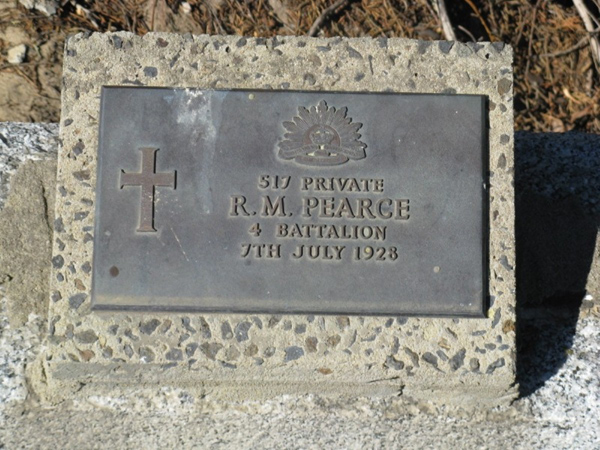 517 PRIVATE
R. M. PEARCE
4 BATTALION
7TH JULY 1928